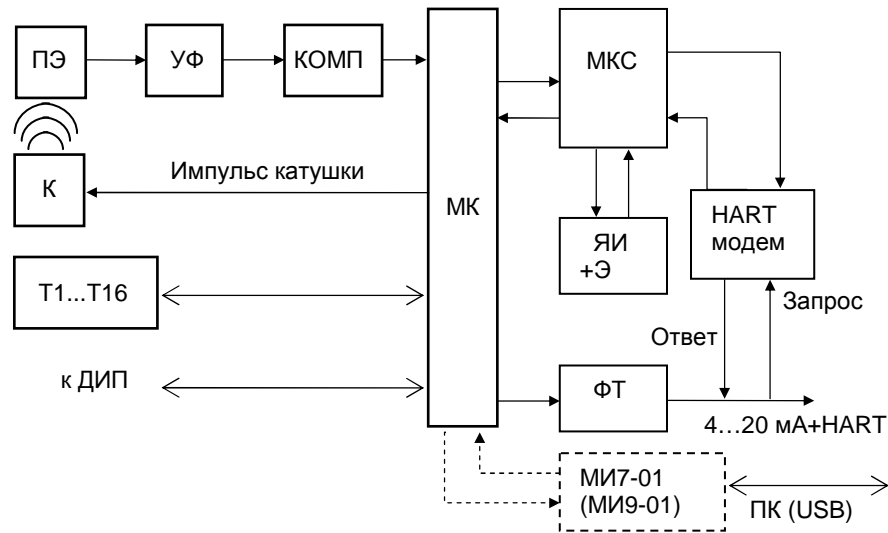 ПЭ
УФ
КОМП
МКС
К
Импульс катушки
МК
ЯИ
+Э
HART
модем
Т1...Т16
Запрос
Ответ
к ДИП
ФТ
4...20 мА+HART
МИ7-01
(МИ9-01)
ПК (USB)